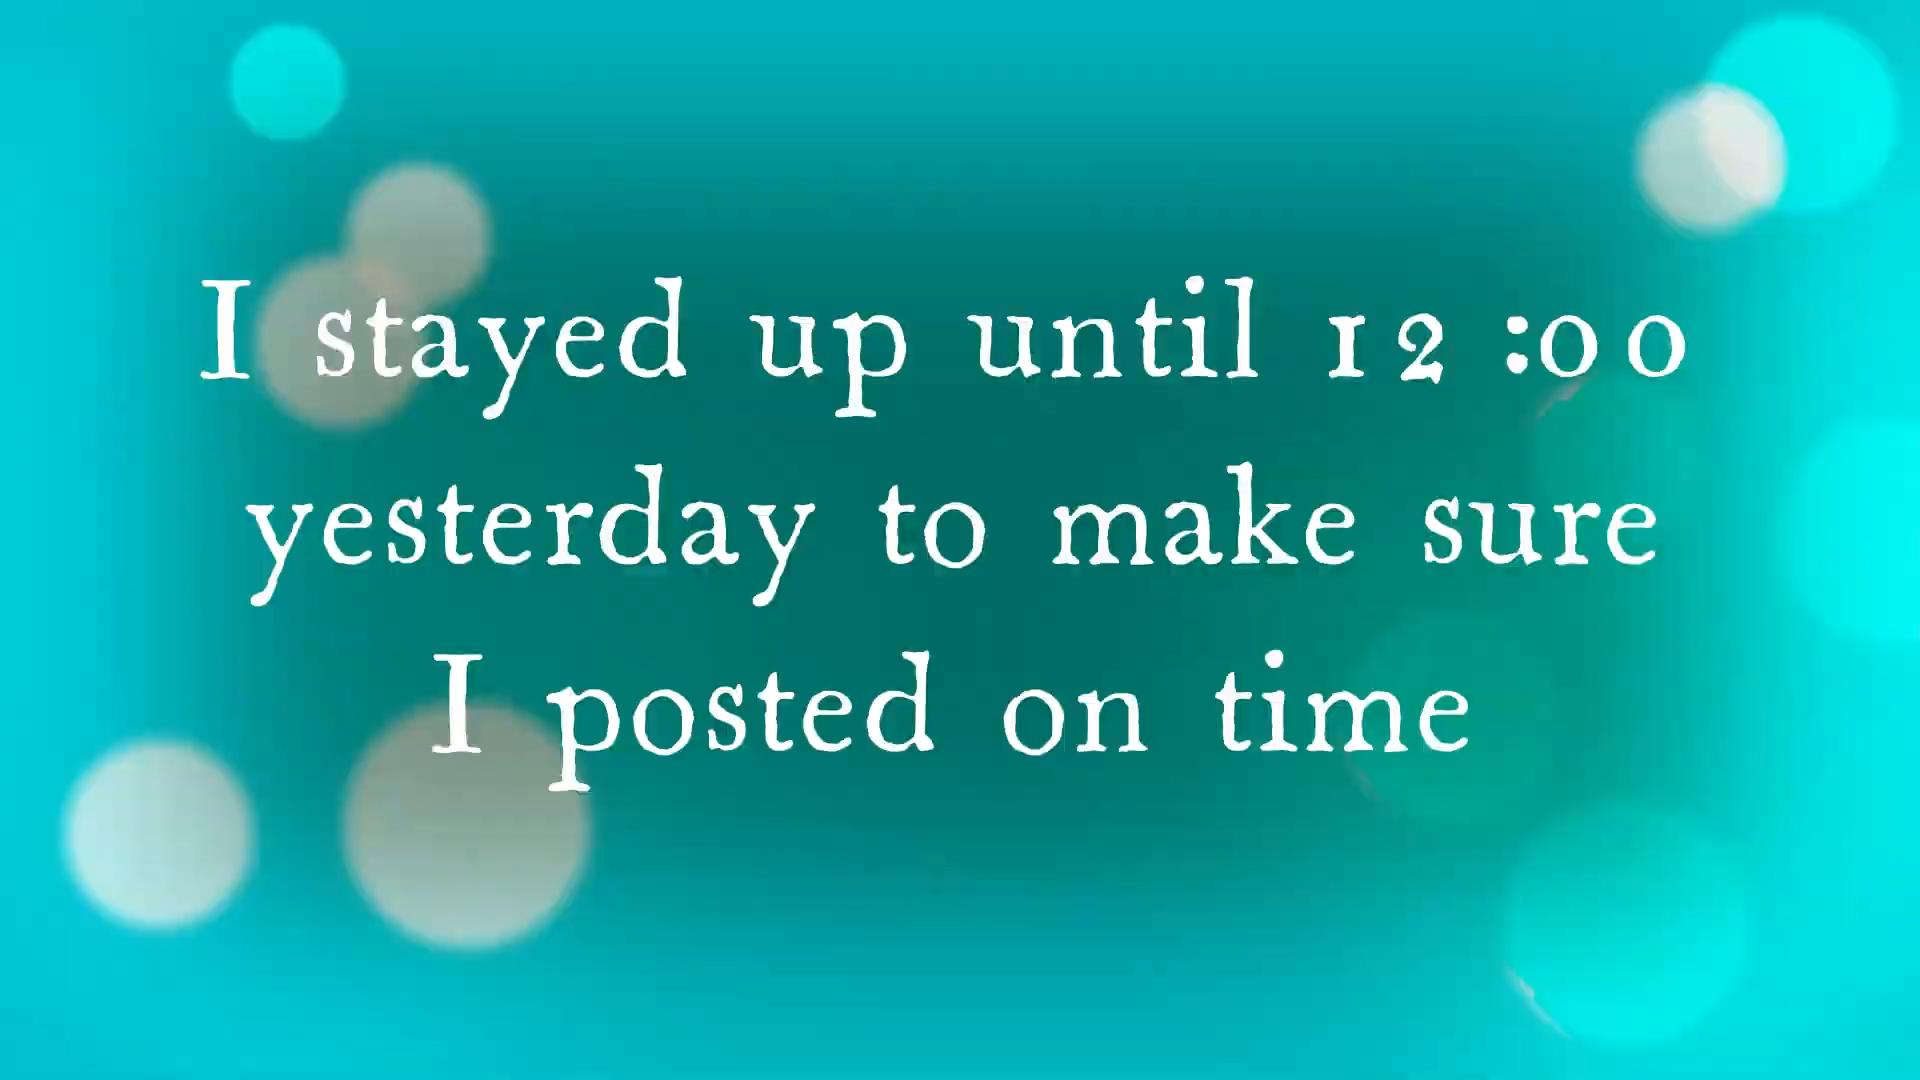 I stayed up until 12 :00
yesterday to make sure
I posted on time